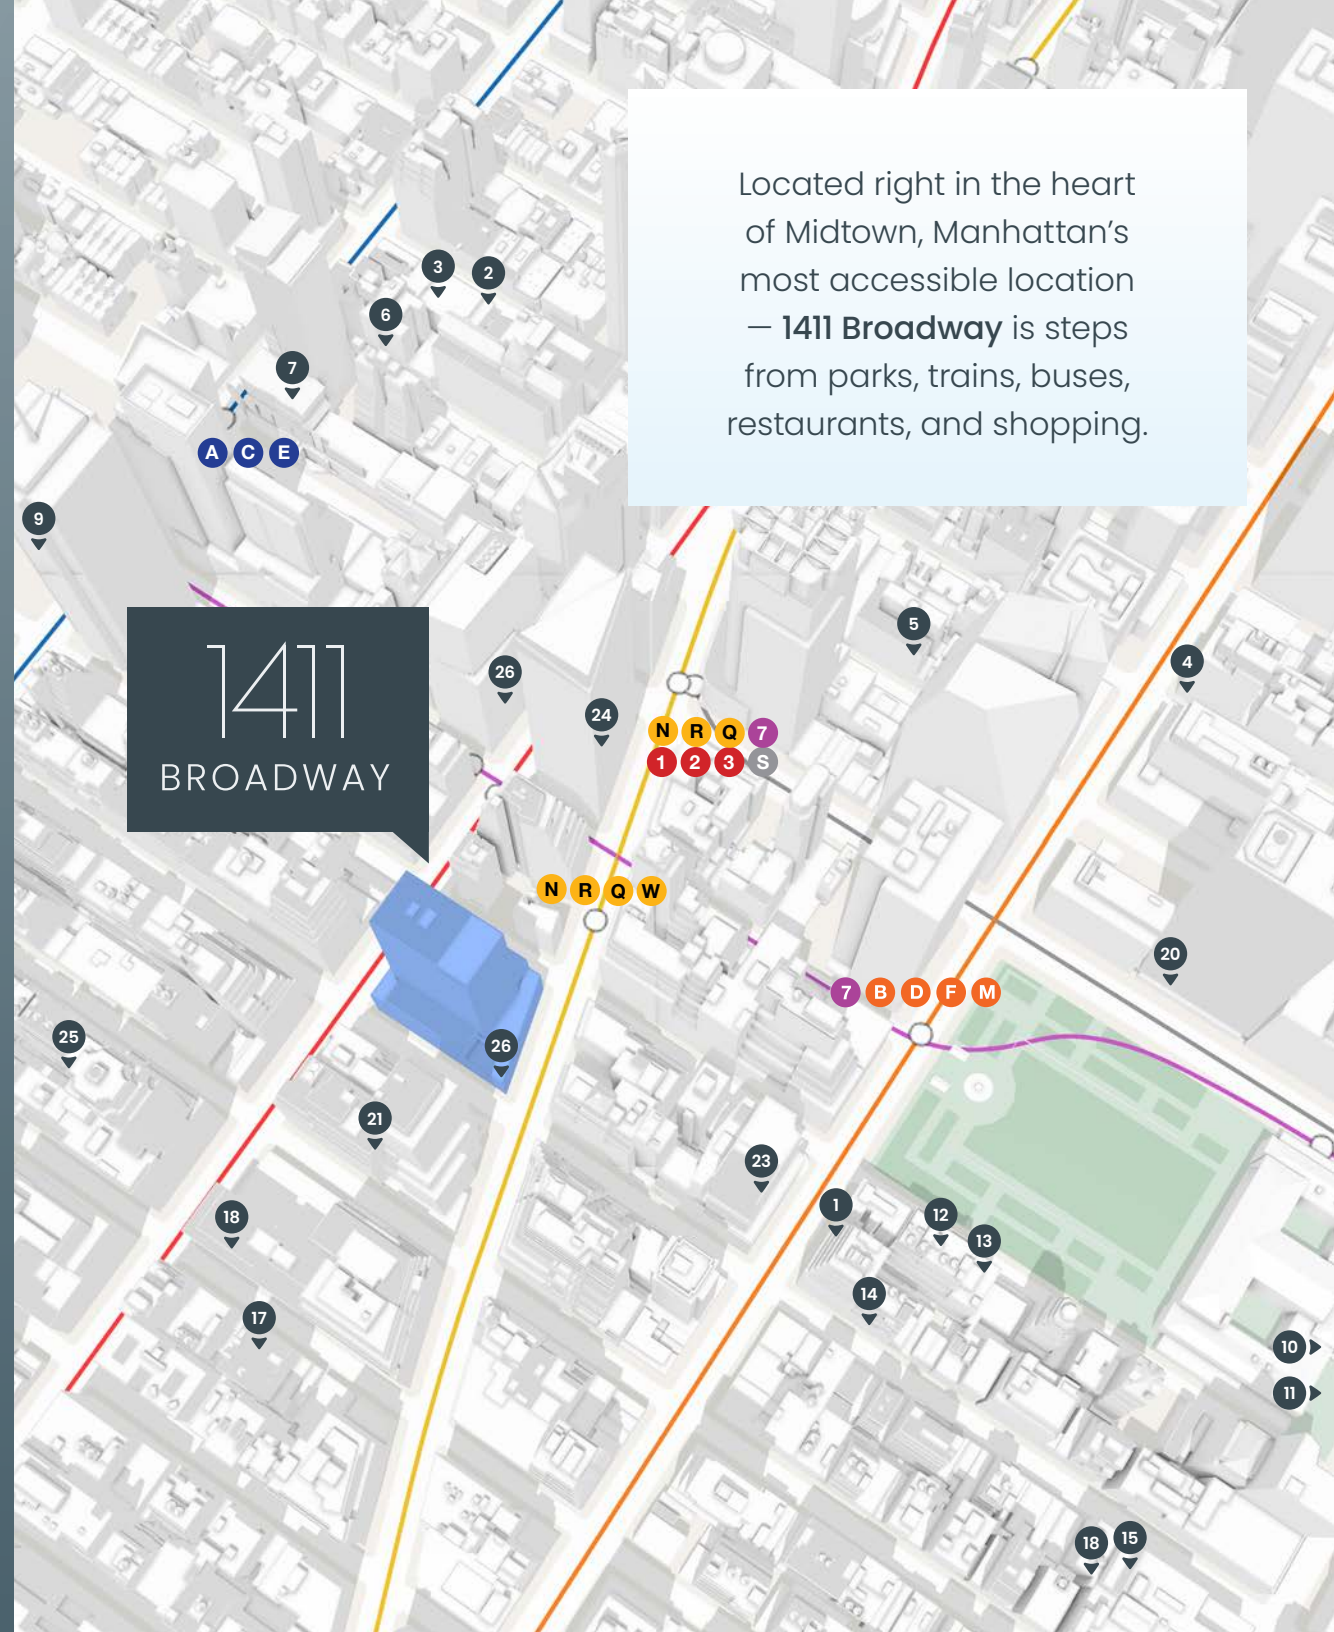 Located right in the heart
of Midtown, Manhattan’s
most accessible location
— 1411 Broadway is steps
from parks, trains, buses,
restaurants, and shopping.
3
2
6
7
A C E
9
5
4
26
24
1411
BROADWAY
N R Q 7
1 2 3 S
N R Q W
20
7 B D F M
25
26
21
23
1
12
18
13
14
17
10
11
18
15